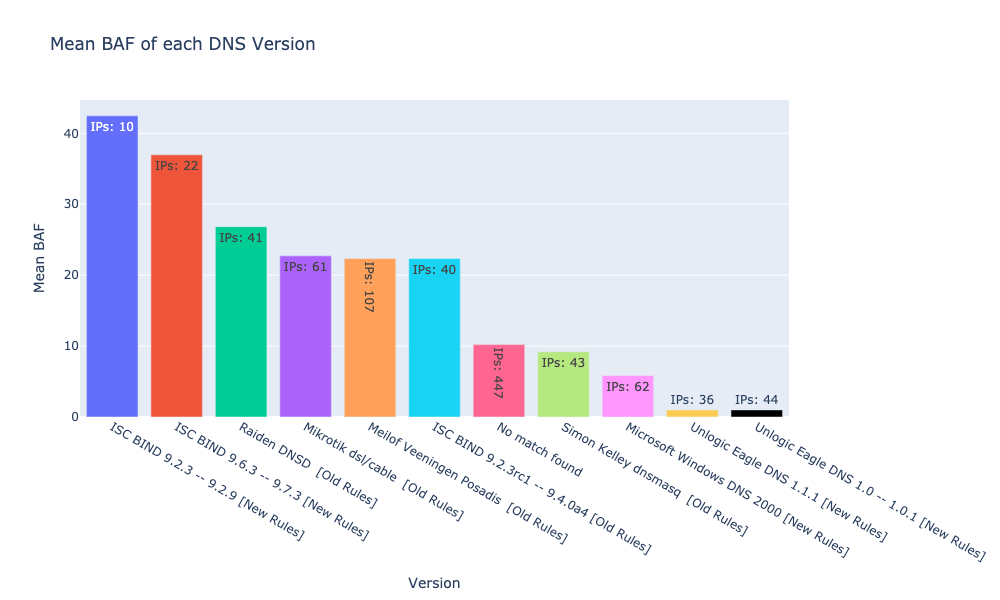 Mean BAF of each DNS Version
Mean BAF
40
30
20
10
0
IPs: 10
IPs: 22
IPs: 41
IPs: 61
IPs: 107
IPs: 40
IPs: 447
IPs: 43
IPs: 62
IPs: 36
IPs: 44
ISC BIND 9.2.3 -- 9.2.9 [New Rules]
ISC BIND 9.6.3 -- 9.7.3 [New Rules]
Raiden DNSD  [Old Rules]
Mikrotik dsl/cable  [Old Rules]
Meilof Veeningen Posadis  [Old Rules]
ISC BIND 9.2.3rc1 -- 9.4.0a4 [Old Rules]
No match found
Simon Kelley dnsmasq  [Old Rules]
Microsoft Windows DNS 2000 [New Rules]
Unlogic Eagle DNS 1.1.1 [New Rules]
Unlogic Eagle DNS 1.0 -- 1.0.1 [New Rules]
Version